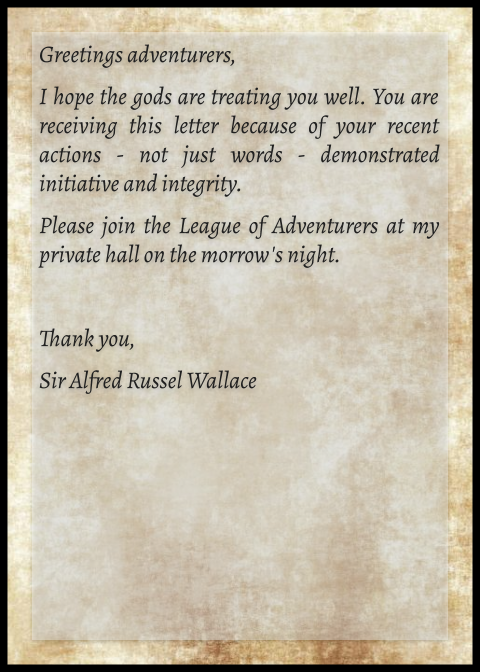 Greetings adventurers,
I hope the gods are treating you well. You are
receiving this letter because of your recent
actions - not just words - demonstrated
initiative and integrity.
Please join the League of Adventurers at my
private hall on the morrow's night.
Thank you,
Sir Alfred Russel Wallace